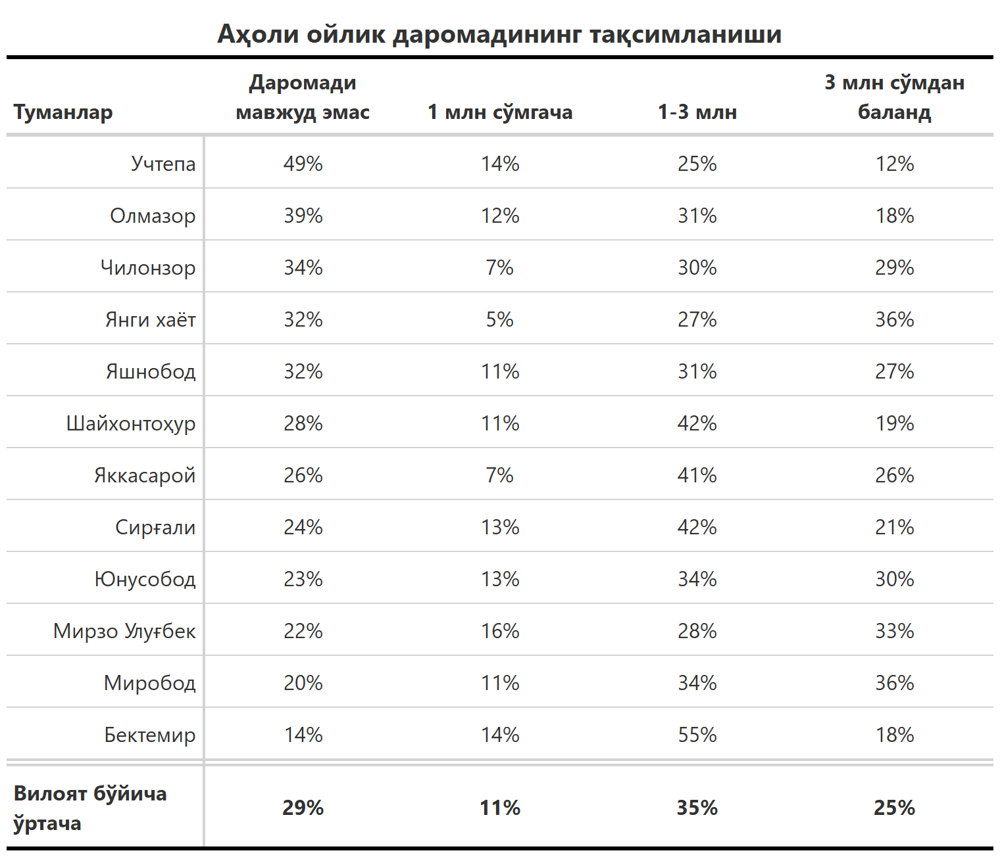 Аҳоли ойлик даромадининг тақсимланиши
Туманлар Даромади мавжуд эмас 1 млн сўмгача 1-3 млн 3 млн сўмдан баланд
Учтепа 49% 14% 25% 12%
Олмазор 39% 12% 31% 18%
Чилонзор 34% 7% 30% 29%
Янги хаёт 32% 5% 27% 36%
Яшнобод 32% 11% 31% 27%
Шайхонтоҳур 28% 11% 42% 19%
Яккасарой 26% 7% 41% 26%
Сирғали 24% 13% 42% 21%
Юнусобод 23% 13% 34% 30%
Мирзо Улуғбек 22% 16% 28% 33%
Миробод 20% 11% 34% 36%
Бектемир 14% 14% 55% 18%
Вилоят бўйича ўртача 29% 11% 35% 25%